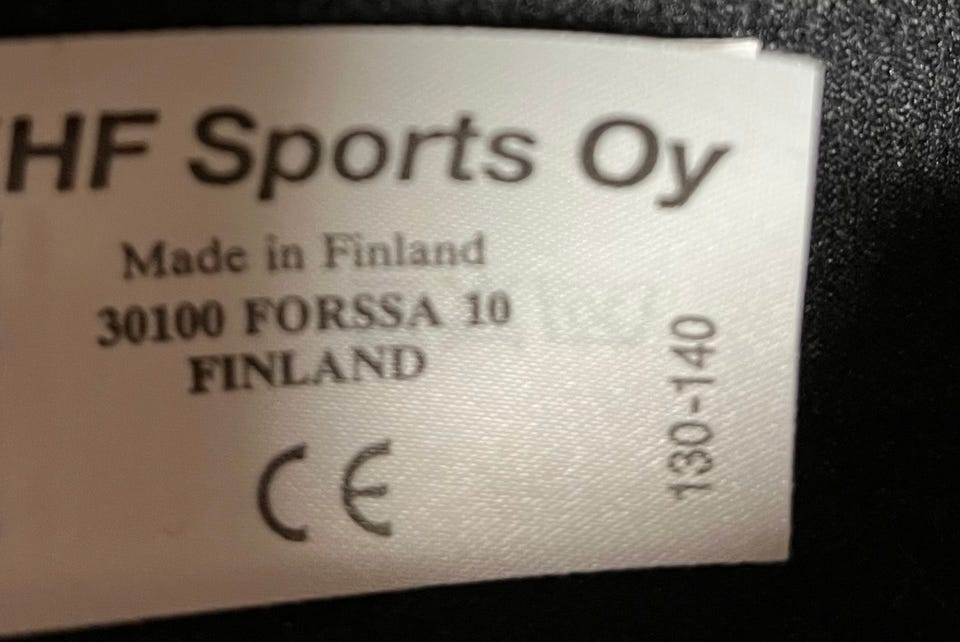 HF Sports Oy
Made in Finland
30100 FORSSA 10
FINLAND
CE
130-140